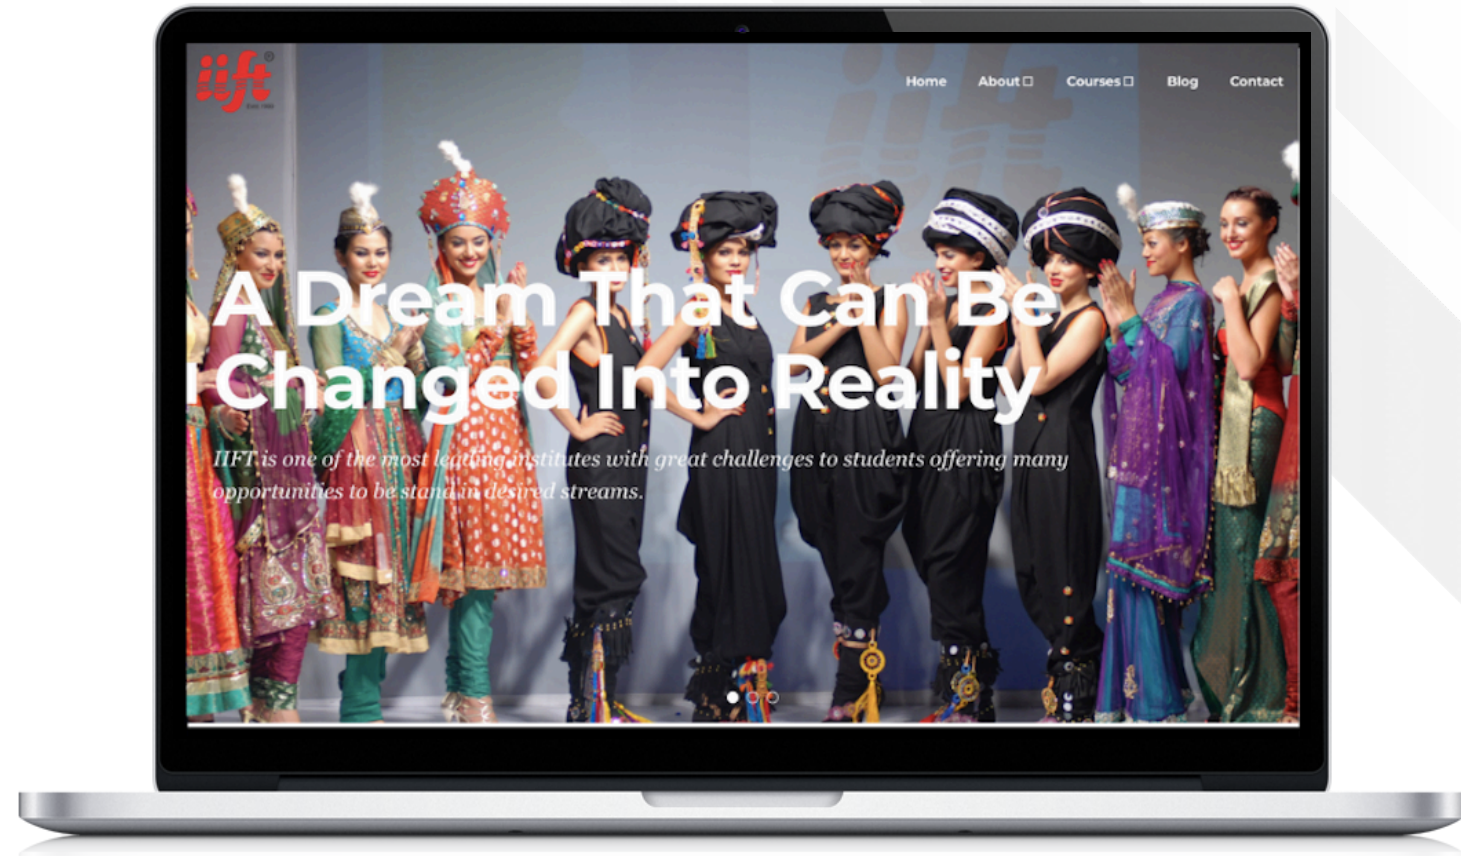 iift ®
Home About Courses Blog Contact
A Dream That Can Be
Changed Into Reality
IIFT is one of the most leading institutes with great challenges to students offering many
opportunities to be stand in desired streams.